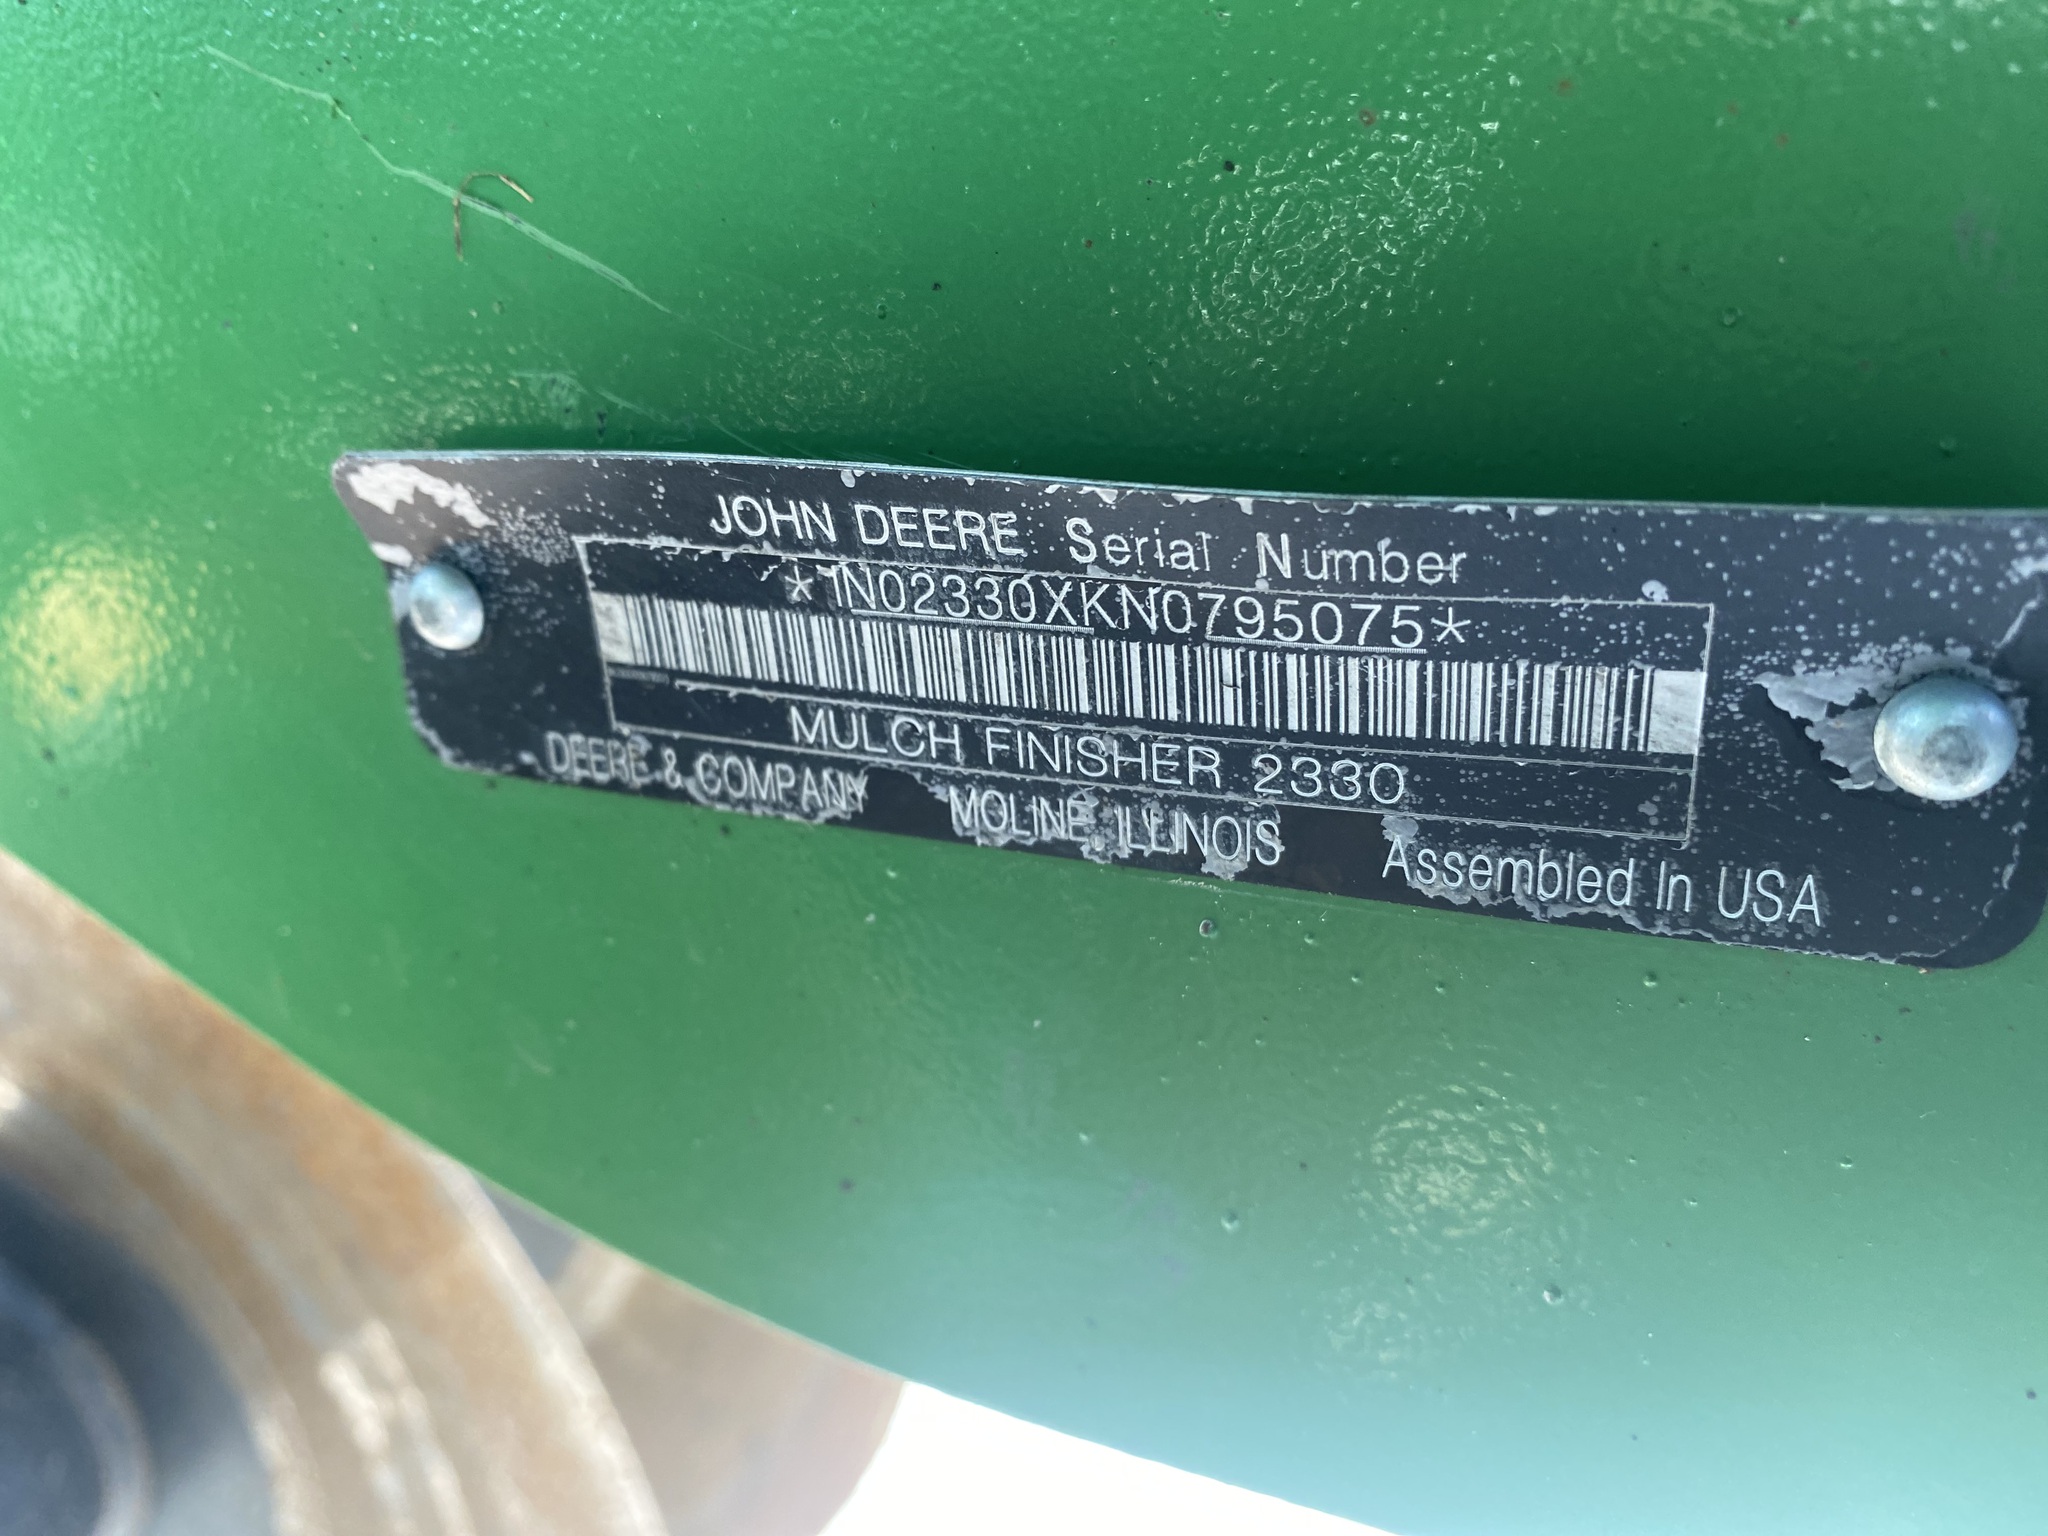 JOHN DEERE Serial Number
*1N02330XKN0795075*
MULCH FINISHER 2330
DEERE & COMPANY MOLINE, ILLINOIS Assembled In USA